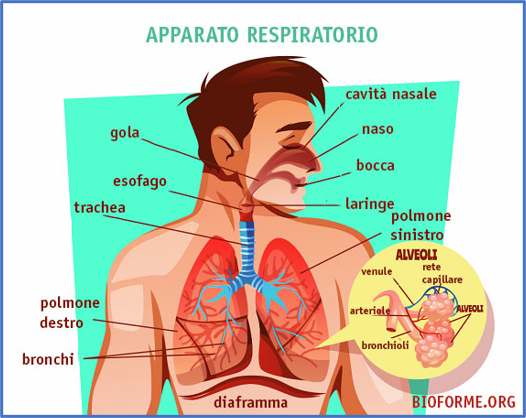 APPARATO RESPIRATORIO
cavità nasale
naso
gola
bocca
esofago
laringe
trachea
polmone
sinistro
ALVEOLI
venule
rete
capillare
arteriole
ALVEOLI
bronchioli
polmone
destro
bronchi
diaframma
BIOFORME.ORG